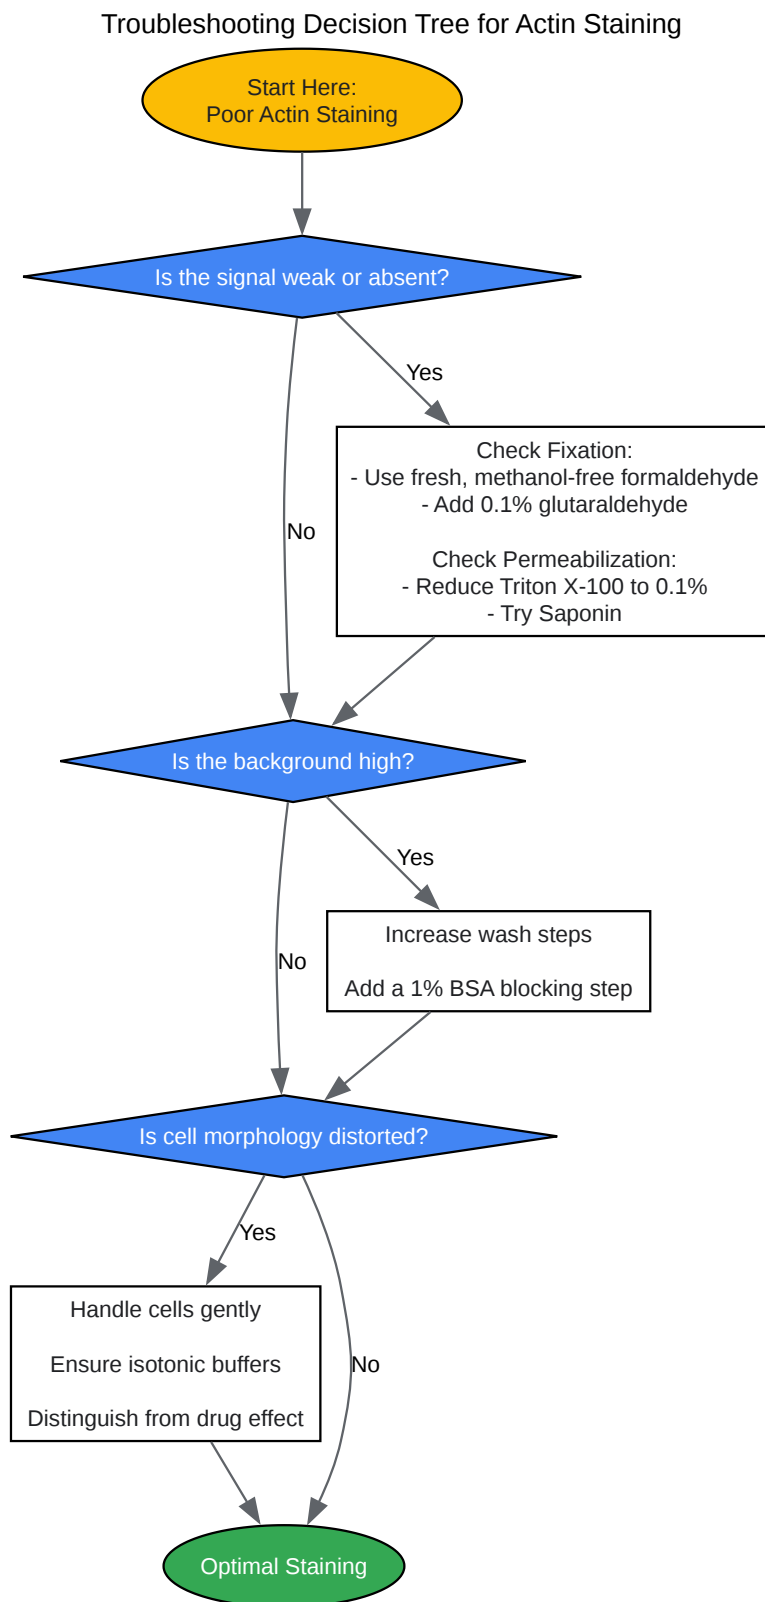 Troubleshooting Decision Tree for Actin Staining
Start Here:
Poor Actin Staining
Is the signal weak or absent?
Yes
Check Fixation:
- Use fresh, methanol-free formaldehyde
- Add 0.1% glutaraldehyde
Check Permeabilization:
- Reduce Triton X-100 to 0.1%
- Try Saponin
No
Is the background high?
Yes
Increase wash steps
Add a 1% BSA blocking step
No
Is cell morphology distorted?
Yes
Handle cells gently
Ensure isotonic buffers
Distinguish from drug effect
No
Optimal Staining